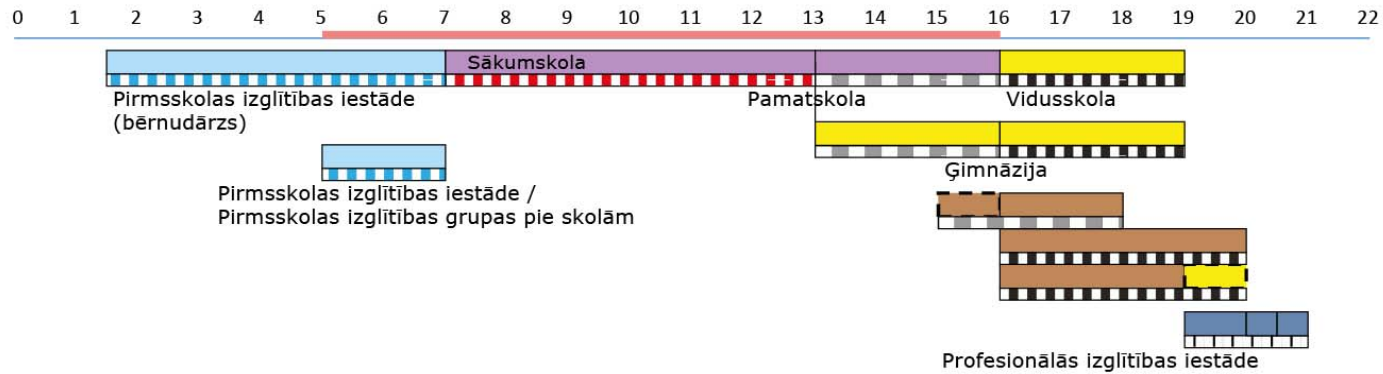 0 1 2 3 4 5 6 7 8 9 10 11 12 13 14 15 16 17 18 19 20 21 22
Sākumskola
Pirmsskolas izglītības iestāde
(bērnudārzs)
Pamatskola
Vidusskola
Ģimnāzija
Pirmsskolas izglītības iestāde /
Pirmsskolas izglītības grupas pie skolām
Profesionālās izglītības iestāde